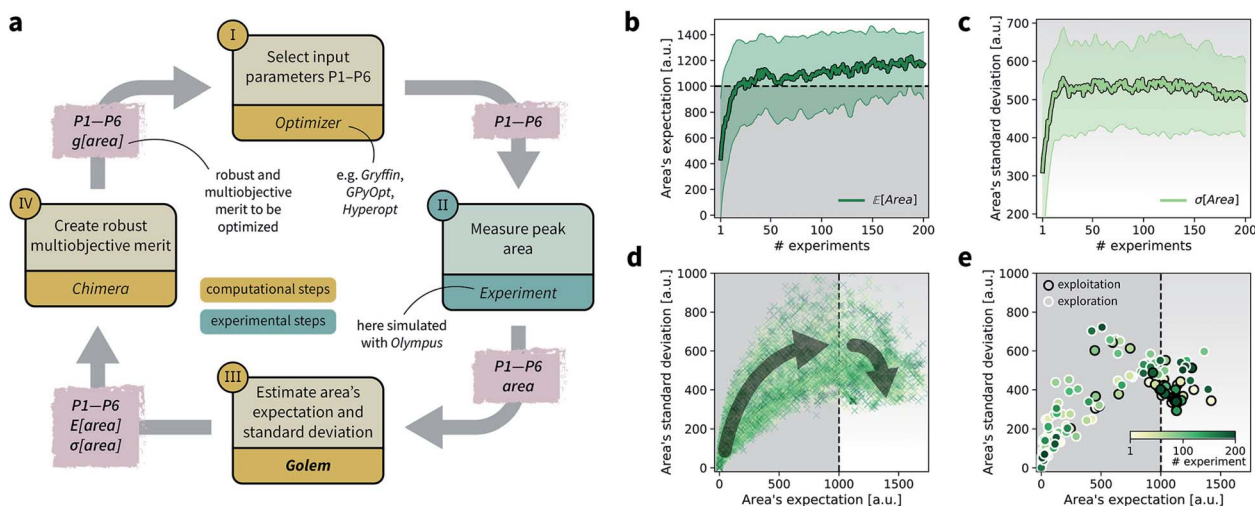 a
I
Select input
parameters P1–P6
Optimizer
P1—P6
g[area]
P1—P6
robust and
multiobjective
merit to be
optimized
e.g. Gryffin,
GPyOpt,
Hyperopt
IV
Create robust
multiobjective merit
Chimera
II
Measure peak
area
Experiment
computational steps
experimental steps
here simulated
with Olympus
P1—P6
area
P1—P6
E[area]
σ[area]
III
Estimate area's
expectation and
standard deviation
Golem
b
Area's expectation [a.u.]
1400
1200
1000
800
600
400
200
0
𝔼[Area]
1 50 100 150 200
# experiments
c
Area's standard deviation [a.u.]
700
600
500
400
300
200
σ[Area]
1 50 100 150 200
# experiments
d
Area's standard deviation [a.u.]
1000
800
600
400
200
0
0 500 1000 1500
Area's expectation [a.u.]
e
Area's standard deviation [a.u.]
1000
800
600
400
200
0
exploitation
exploration
1 100 200
# experiment
0 500 1000 1500
Area's expectation [a.u.]